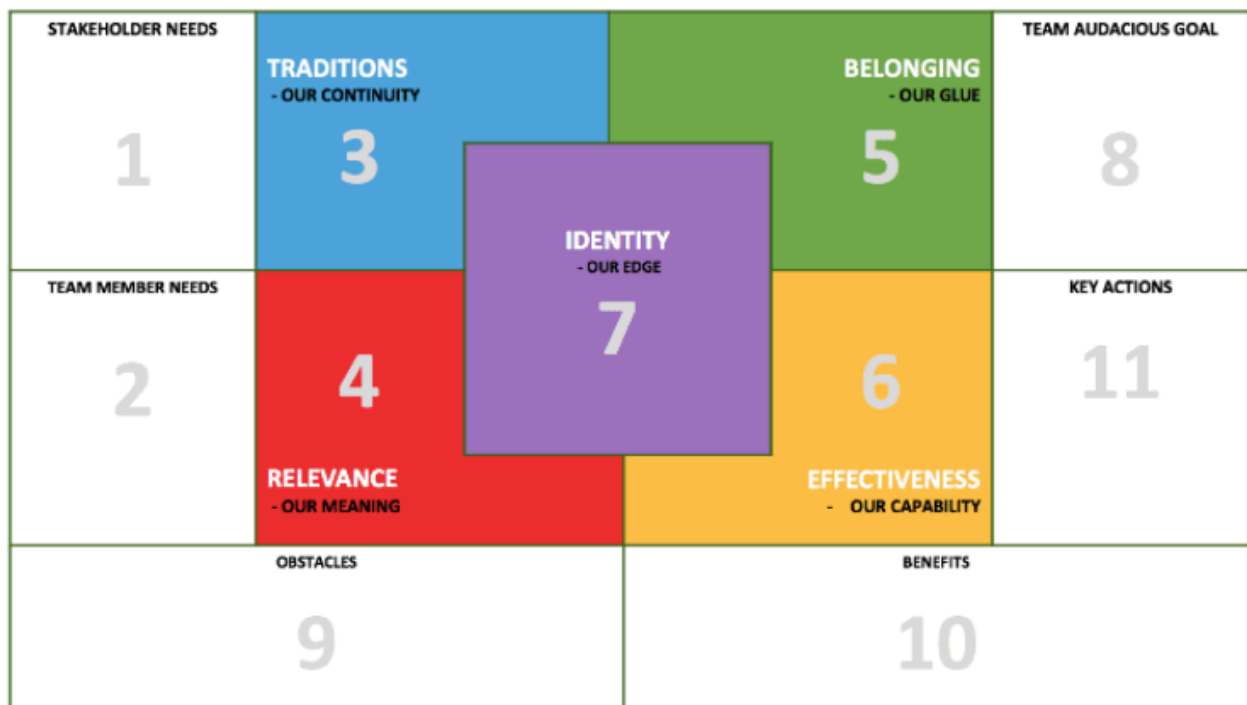 STAKEHOLDER NEEDS
1
TRADITIONS
- OUR CONTINUITY
3
BELONGING
- OUR GLUE
5
TEAM AUDACIOUS GOAL
8
IDENTITY
- OUR EDGE
7
TEAM MEMBER NEEDS
2
4
RELEVANCE
- OUR MEANING
6
EFFECTIVENESS
- OUR CAPABILITY
KEY ACTIONS
11
OBSTACLES
9
BENEFITS
10